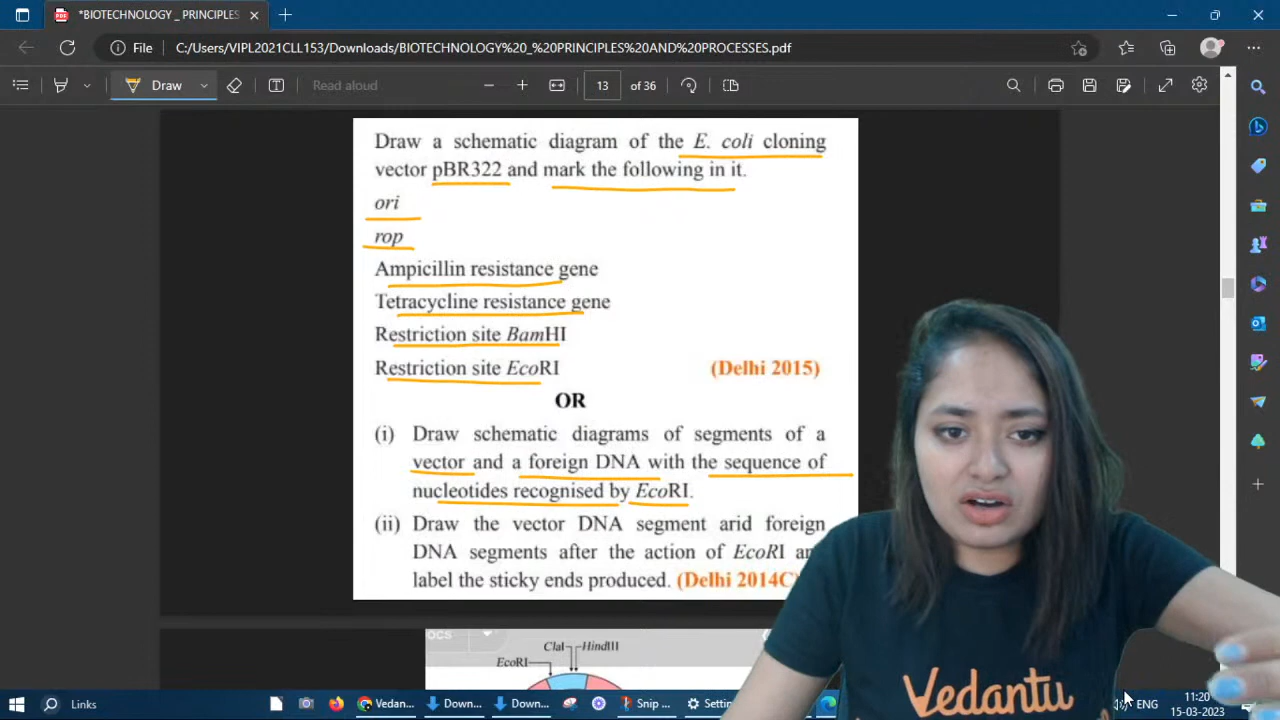 *BIOTECHNOLOGY _ PRINCIPLES
File C:/Users/VIPL2021CLL153/Downloads/BIOTECHNOLOGY%20_%20PRINCIPLES%20AND%20PROCESSES.pdf
Draw Read aloud 13 of 36
Draw a schematic diagram of the E. coli cloning
vector pBR322 and mark the following in it.
ori
rop
Ampicillin resistance gene
Tetracycline resistance gene
Restriction site BamHI
Restriction site EcoRI (Delhi 2015)
OR
(i) Draw schematic diagrams of segments of a
vector and a foreign DNA with the sequence of
nucleotides recognised by EcoRI.
(ii) Draw the vector DNA segment arid foreign
DNA segments after the action of EcoRI
label the sticky ends produced. (Delhi 2014C)
ClaI HindIII
EcoRI
Vedantu
Links Vedan... Down... Down... Snip ... Settin ENG 11:20
15-03-2023